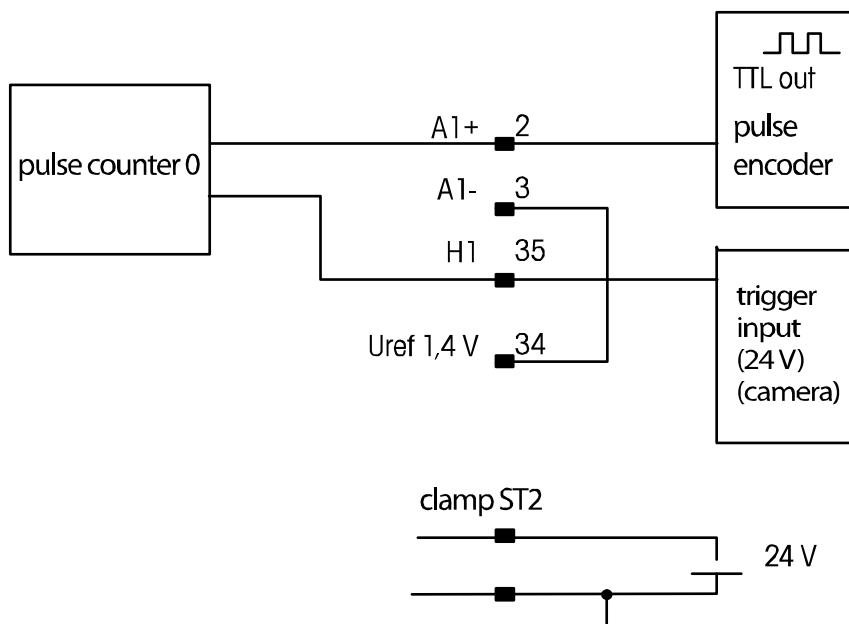 TTL out
pulse
encoder
pulse counter 0
A1+ 2
A1- 3
H1 35
Uref 1,4 V 34
trigger
input
(24 V)
(camera)
clamp ST2
24 V